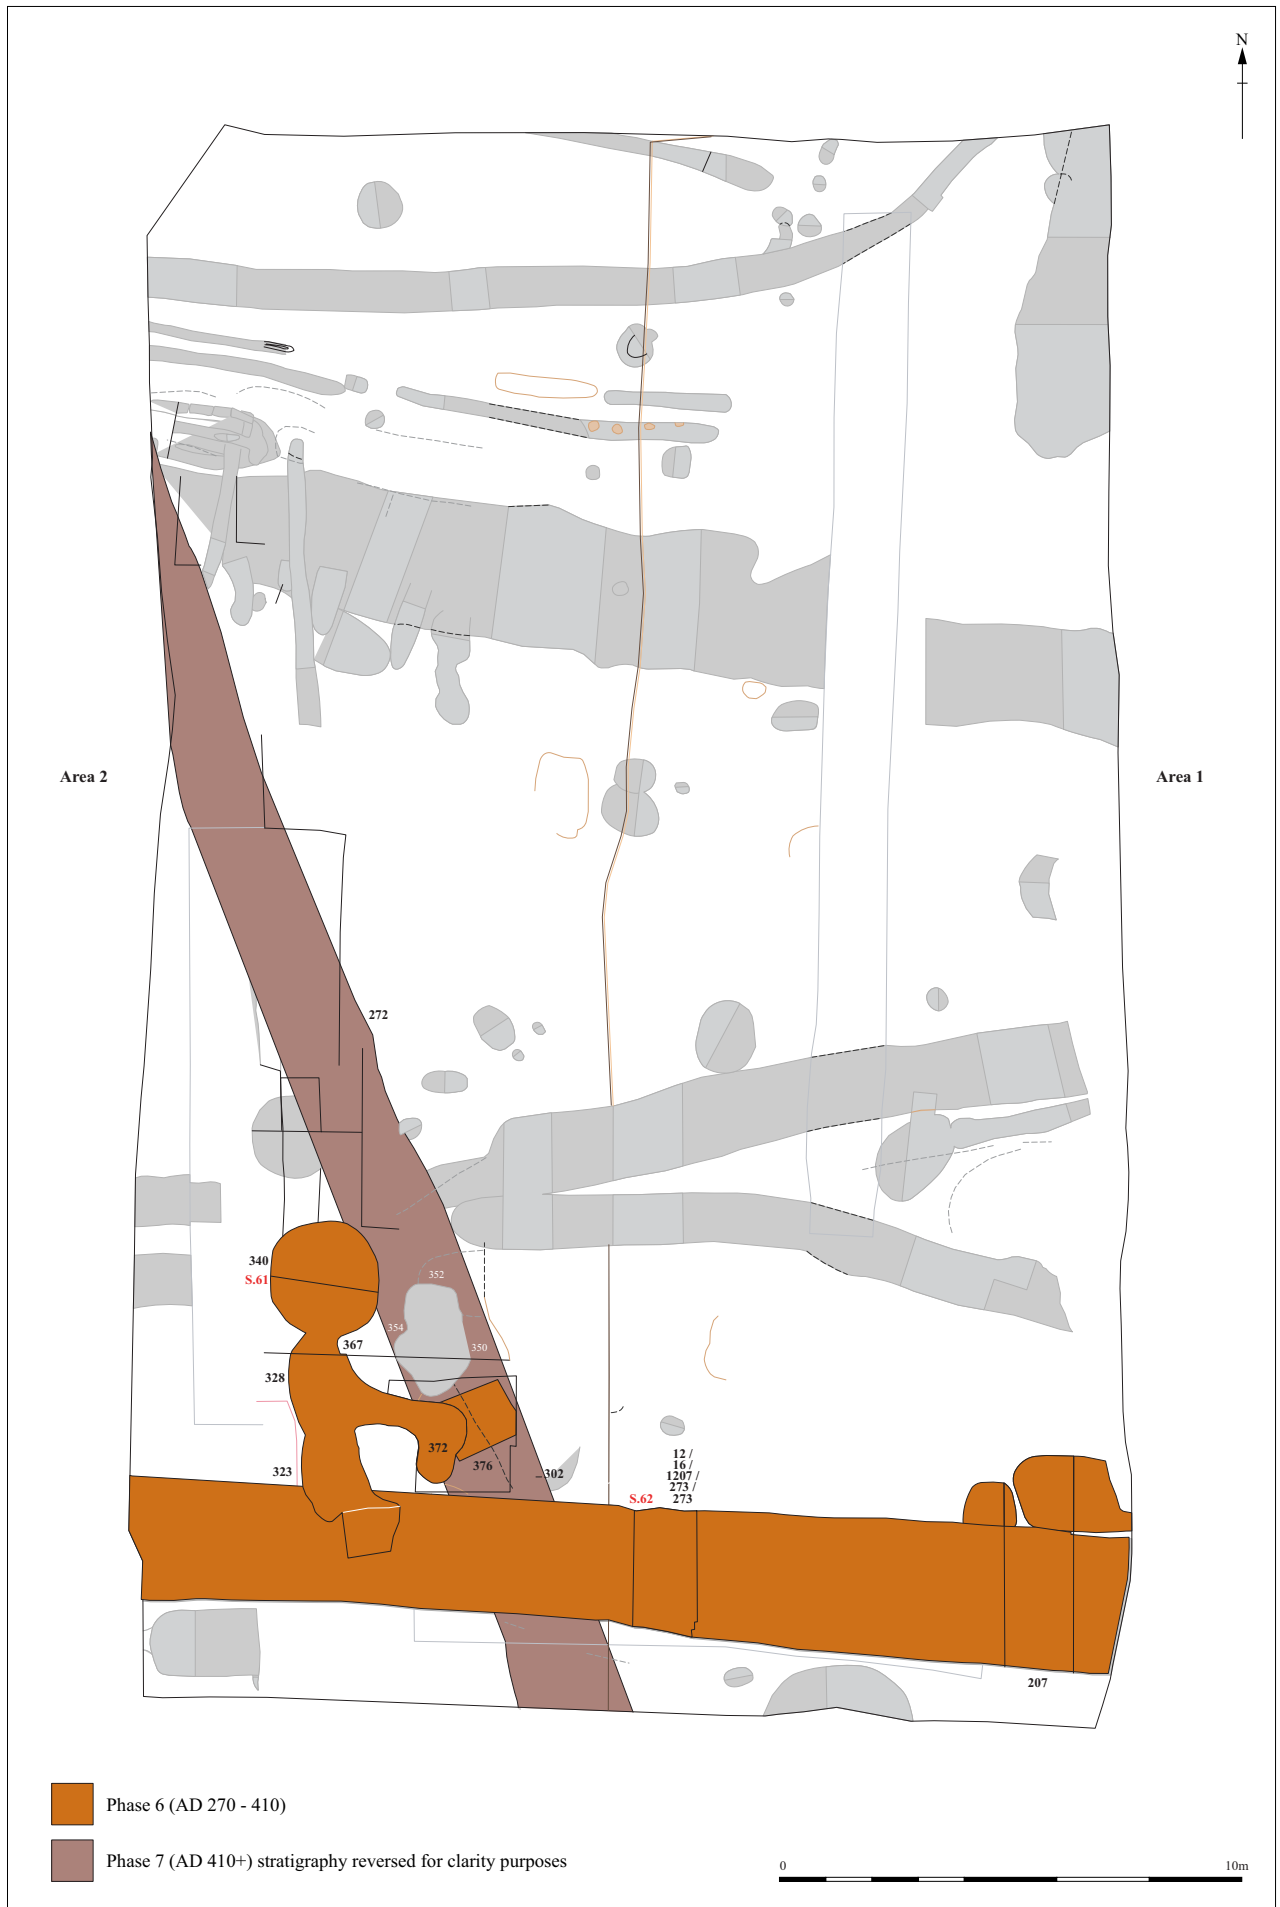 N
Area 2
Area 1
272
340
S.61
352
354
367
350
328
372
376
323
302
12 /
16 /
1207 /
273 /
273
S.62
207
Phase 6 (AD 270 - 410)
Phase 7 (AD 410+) stratigraphy reversed for clarity purposes
0
10m